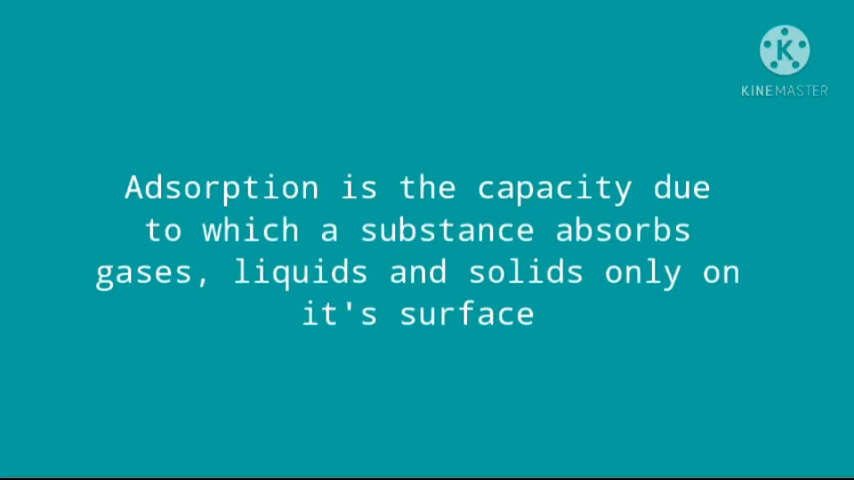 KINEMASTER
Adsorption is the capacity due
to which a substance absorbs
gases, liquids and solids only on
it's surface